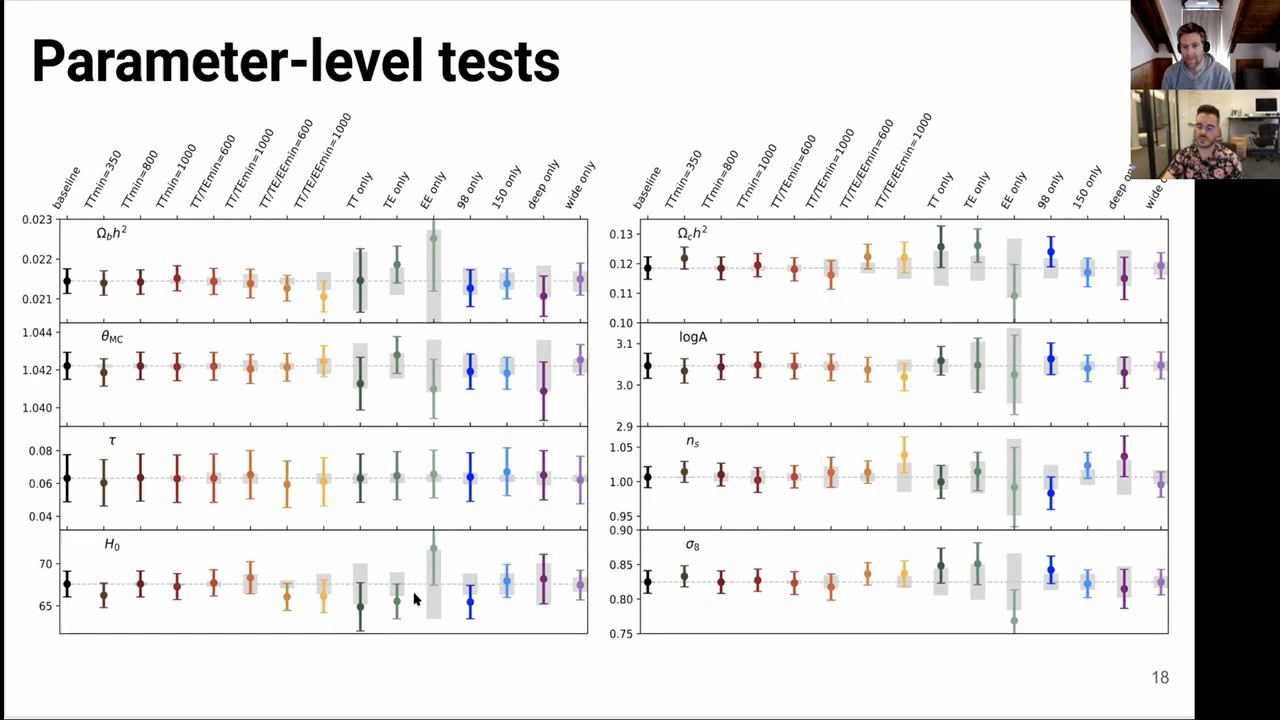 Parameter-level tests
baseline
TTmin=350
TTmin=800
TTmin=1000
TT/TEmin=600
TT/TEmin=1000
TT/TE/EEmin=600
TT/TE/EEmin=1000
TT only
TE only
EE only
98 only
150 only
deep only
wide only
baseline
TTmin=350
TTmin=800
TTmin=1000
TT/TEmin=600
TT/TEmin=1000
TT/TE/EEmin=600
TT/TE/EEmin=1000
TT only
TE only
EE only
98 only
150 only
deep
wide
Ω_b h²
0.023
0.022
0.021
θ_MC
1.044
1.042
1.040
τ
0.08
0.06
0.04
H₀
70
65
Ω_c h²
0.13
0.12
0.11
0.10
logA
3.1
3.0
2.9
n_s
1.05
1.00
0.95
0.90
σ₈
0.85
0.80
0.75
18